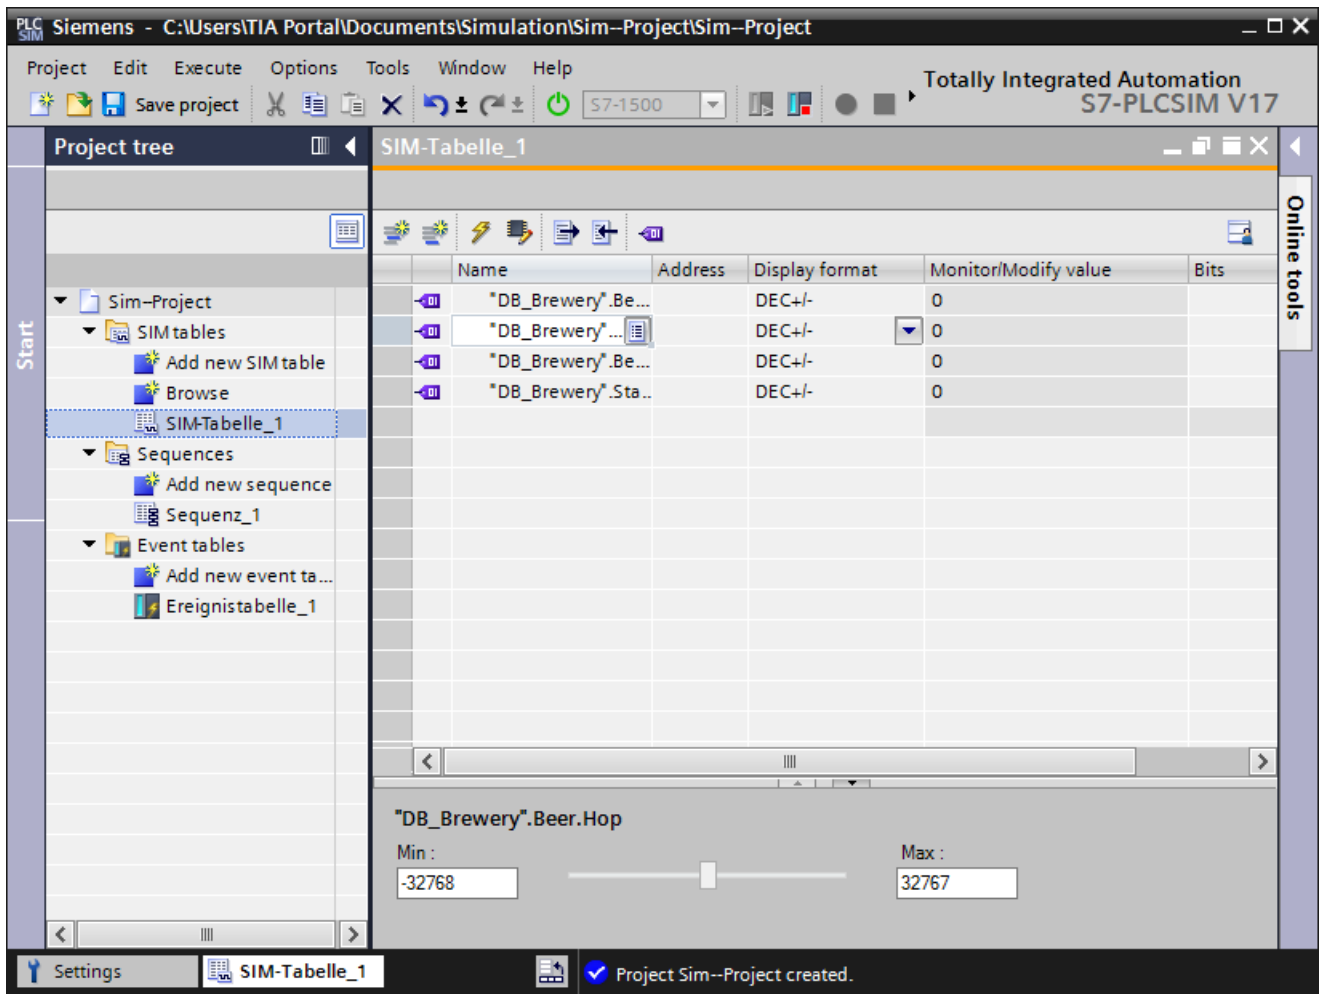 PLC SIM Siemens - C:\Users\TIA Portal\Documents\Simulation\Sim--Project\Sim--Project
Project Edit Execute Options Tools Window Help
Totally Integrated Automation
Save project S7-1500 S7-PLCSIM V17
Project tree
SIM-Tabelle_1
Start
Online tools
Name Address Display format Monitor/Modify value Bits
"DB_Brewery".Be... DEC+/- 0
"DB_Brewery".... DEC+/- 0
"DB_Brewery".Be... DEC+/- 0
"DB_Brewery".Sta.. DEC+/- 0
Sim--Project
SIM tables
Add new SIM table
Browse
SIM-Tabelle_1
Sequences
Add new sequence
Sequenz_1
Event tables
Add new event ta...
Ereignistabelle_1
"DB_Brewery".Beer.Hop
Min : Max :
-32768 32767
Settings SIM-Tabelle_1 Project Sim--Project created.